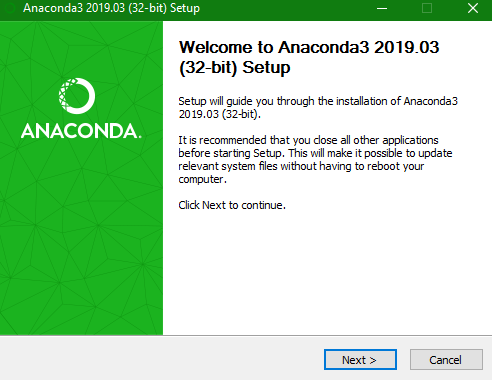 Anaconda3 2019.03 (32-bit) Setup
ANACONDA.
Welcome to Anaconda3 2019.03
(32-bit) Setup
Setup will guide you through the installation of Anaconda3
2019.03 (32-bit).
It is recommended that you close all other applications
before starting Setup. This will make it possible to update
relevant system files without having to reboot your
computer.
Click Next to continue.
Next >
Cancel